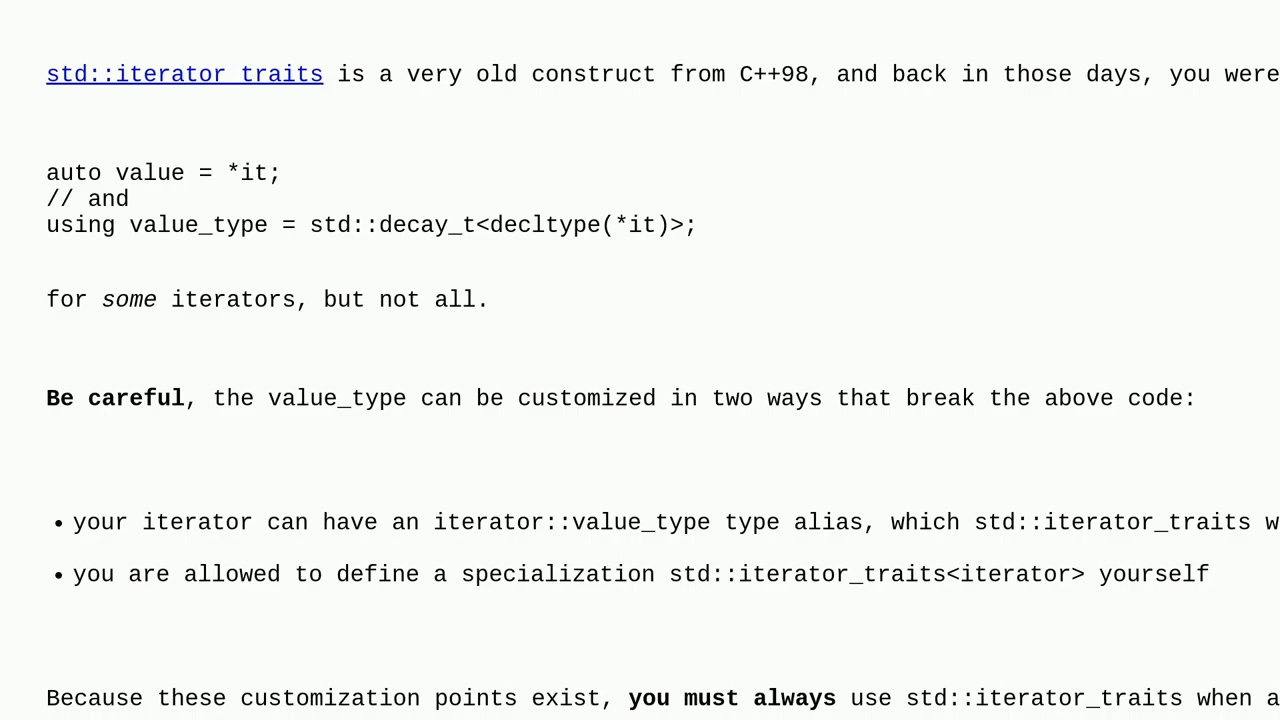 std::iterator_traits is a very old construct from C++98, and back in those days, you were
auto value = *it;
// and
using value_type = std::decay_t<decltype(*it)>;
for some iterators, but not all.
Be careful, the value_type can be customized in two ways that break the above code:
• your iterator can have an iterator::value_type type alias, which std::iterator_traits w
• you are allowed to define a specialization std::iterator_traits<iterator> yourself
Because these customization points exist, you must always use std::iterator_traits when a